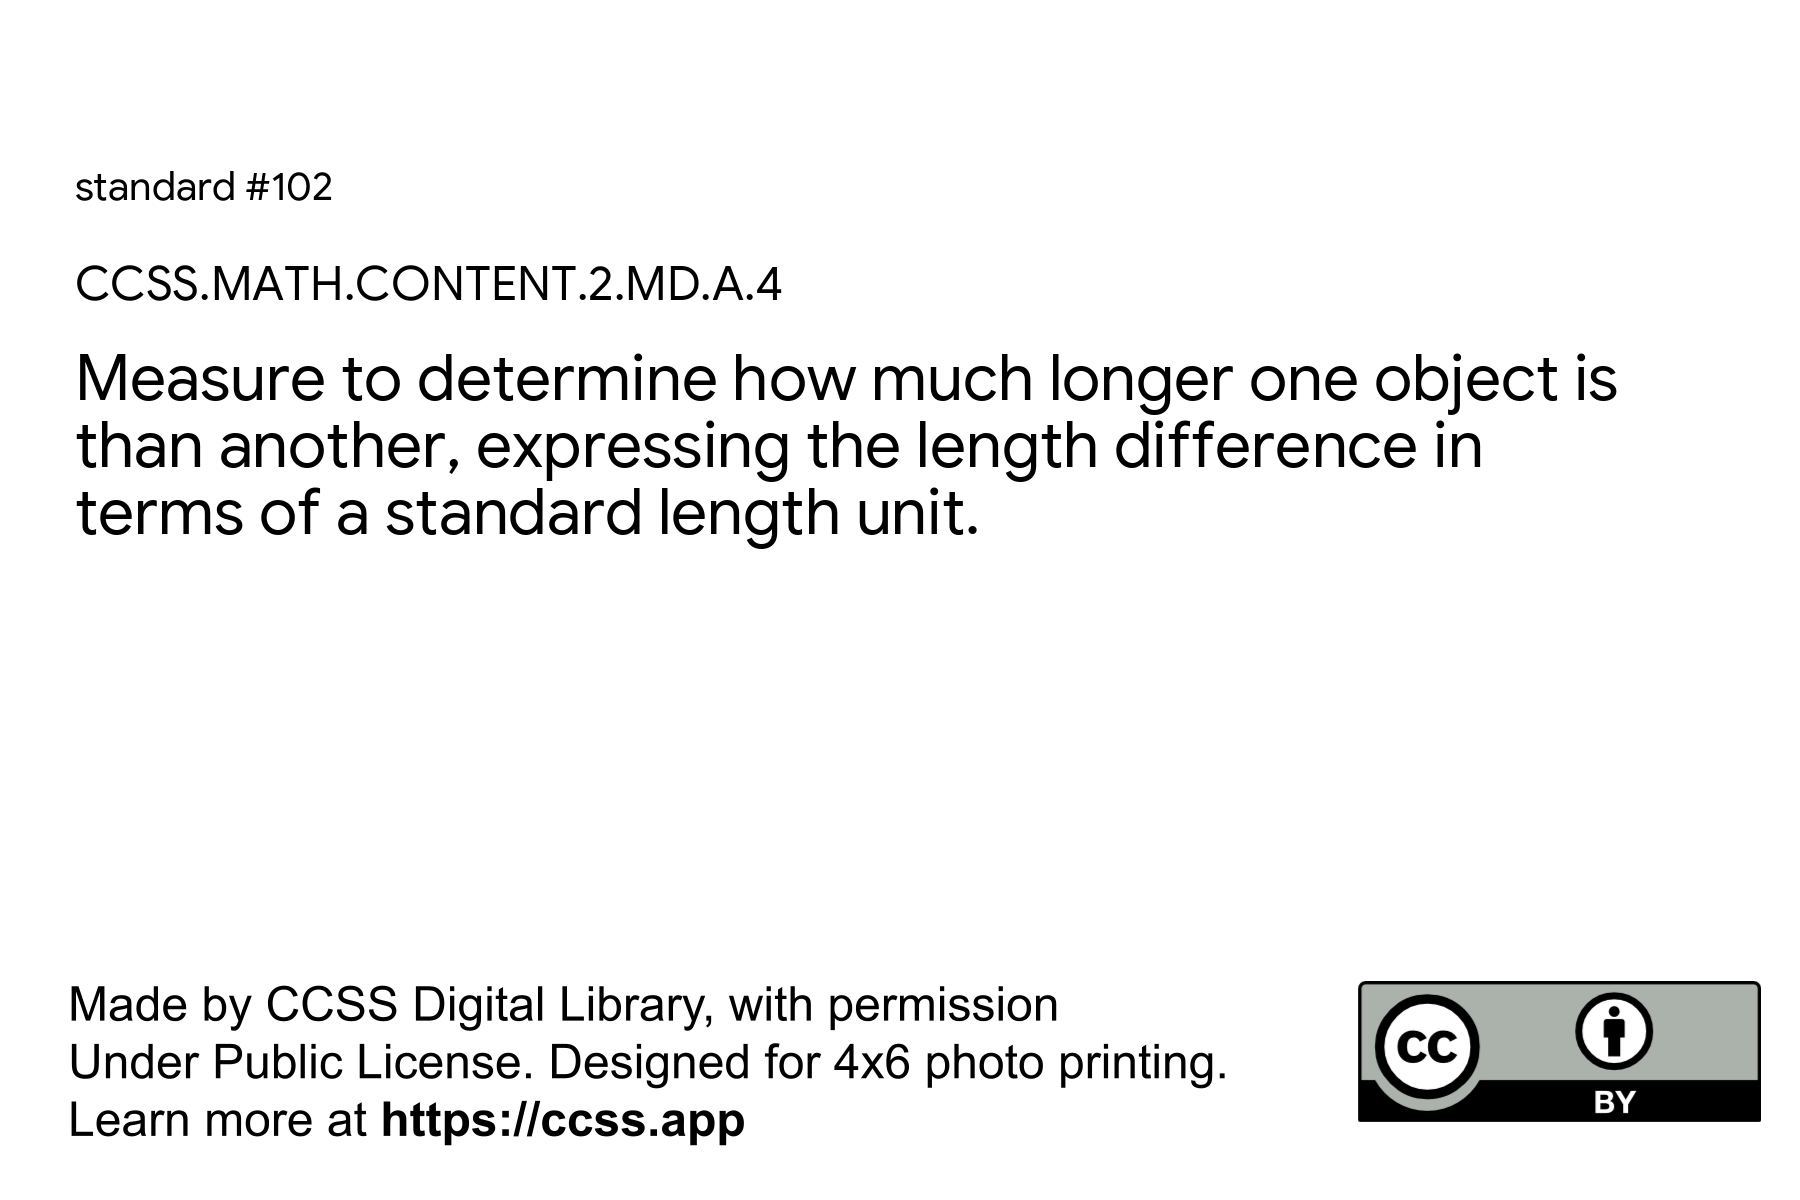 standard #102
CCSS.MATH.CONTENT.2.MD.A.4
Measure to determine how much longer one object is
than another, expressing the length difference in
terms of a standard length unit.
Made by CCSS Digital Library, with permission
Under Public License. Designed for 4x6 photo printing.
Learn more at https://ccss.app
cc
BY